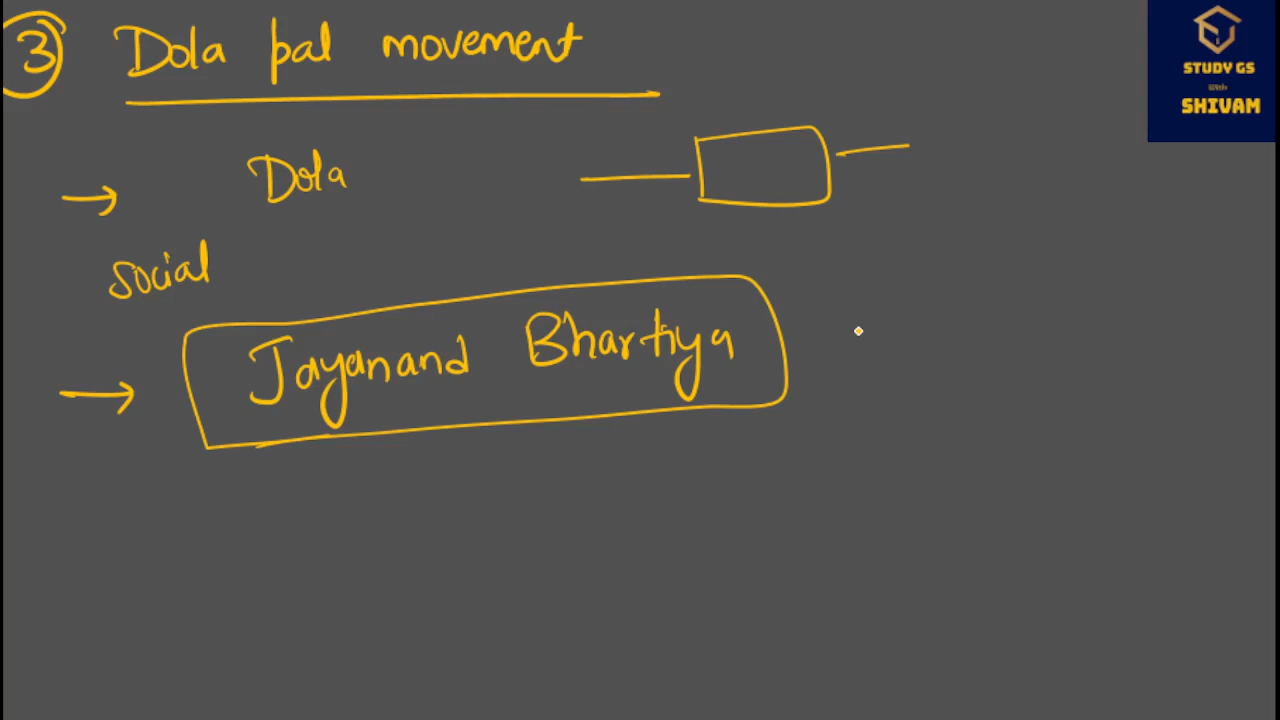 3 Dola pal movement
STUDY GS
With
SHIVAM
→ Dola
social
→ Jayanand Bhartiya